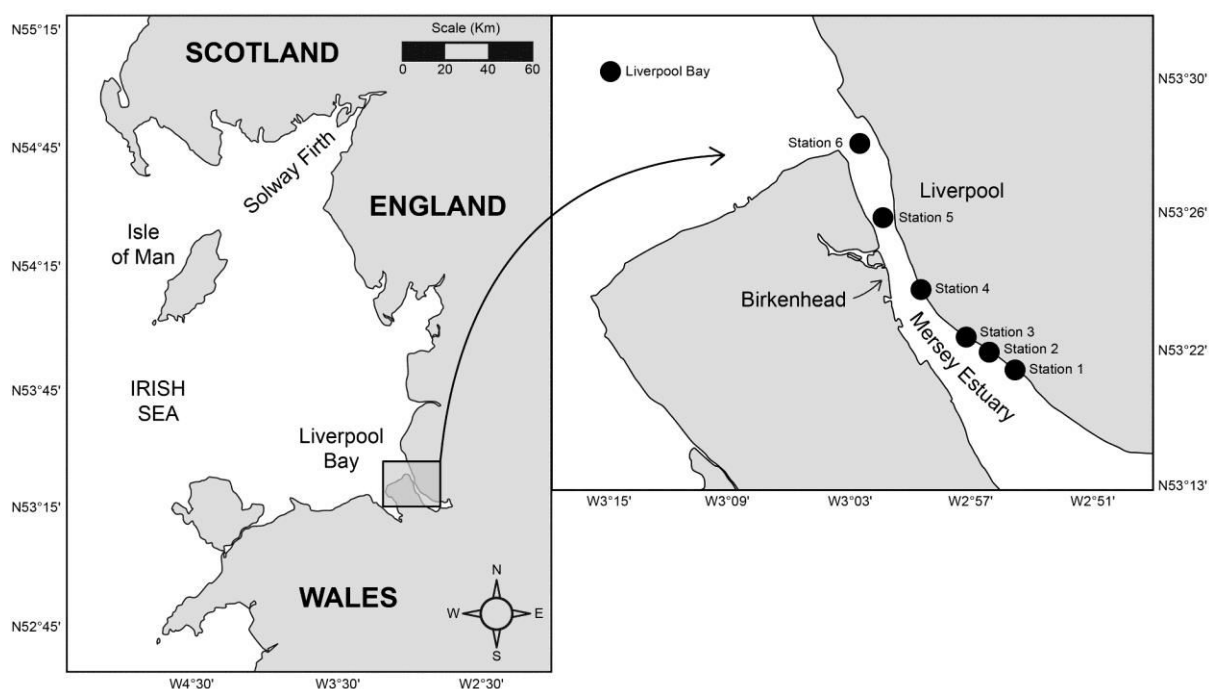 N55°15'
N54°45'
N54°15'
N53°45'
N53°15'
N52°45'
W4°30'
W3°30'
W2°30'
Scale (Km)
0 20 40 60
SCOTLAND
Solway Firth
ENGLAND
Isle
of Man
IRISH
SEA
Liverpool
Bay
WALES
N
W
E
S
Liverpool Bay
Station 6
Liverpool
Station 5
Station 4
Birkenhead
Station 3
Station 2
Station 1
Mersey Estuary
N53°30'
N53°26'
N53°22'
N53°13'
W3°15'
W3°09'
W3°03'
W2°57'
W2°51'